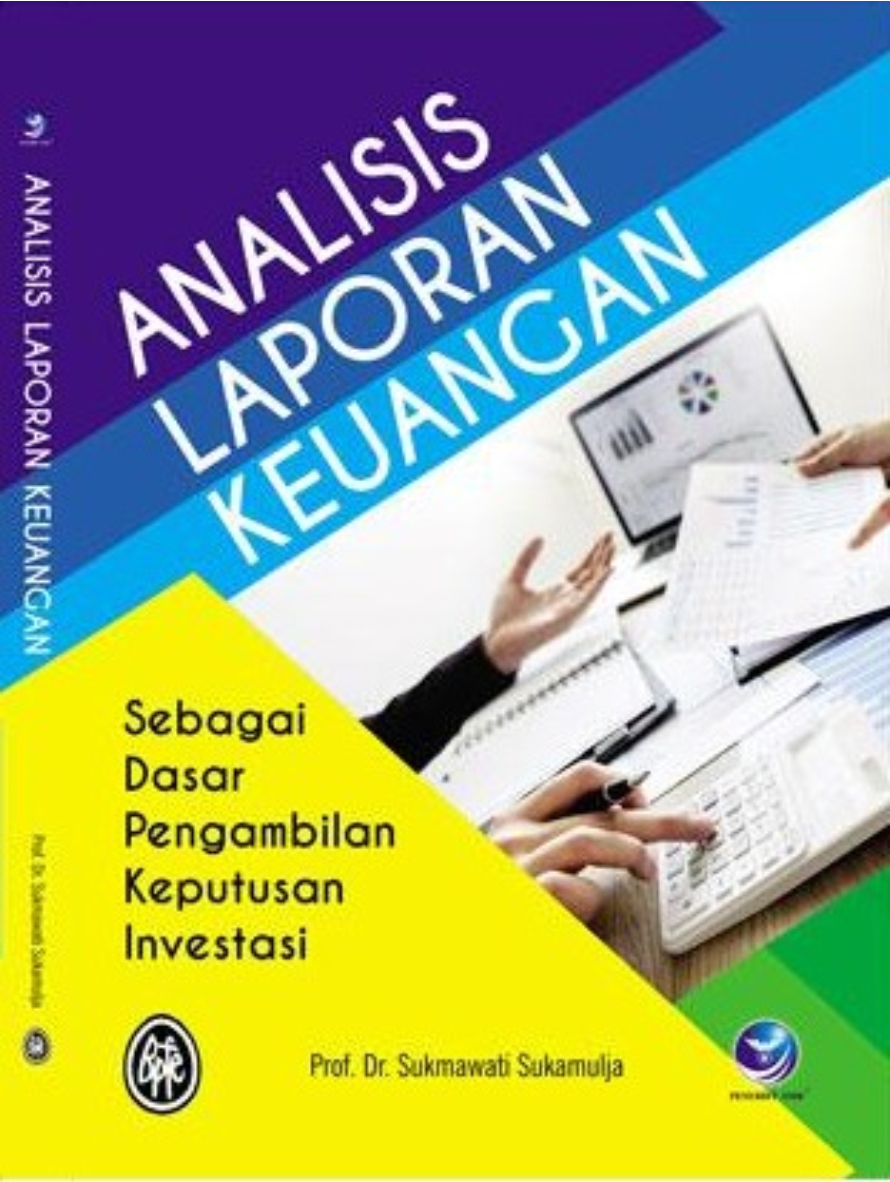 ANALISIS LAPORAN KEUANGAN
Prof. Dr. Sukmawati Sukamulja
ANALISIS
LAPORAN
KEUANGAN
Sebagai
Dasar
Pengambilan
Keputusan
Investasi
Prof. Dr. Sukmawati Sukamulja